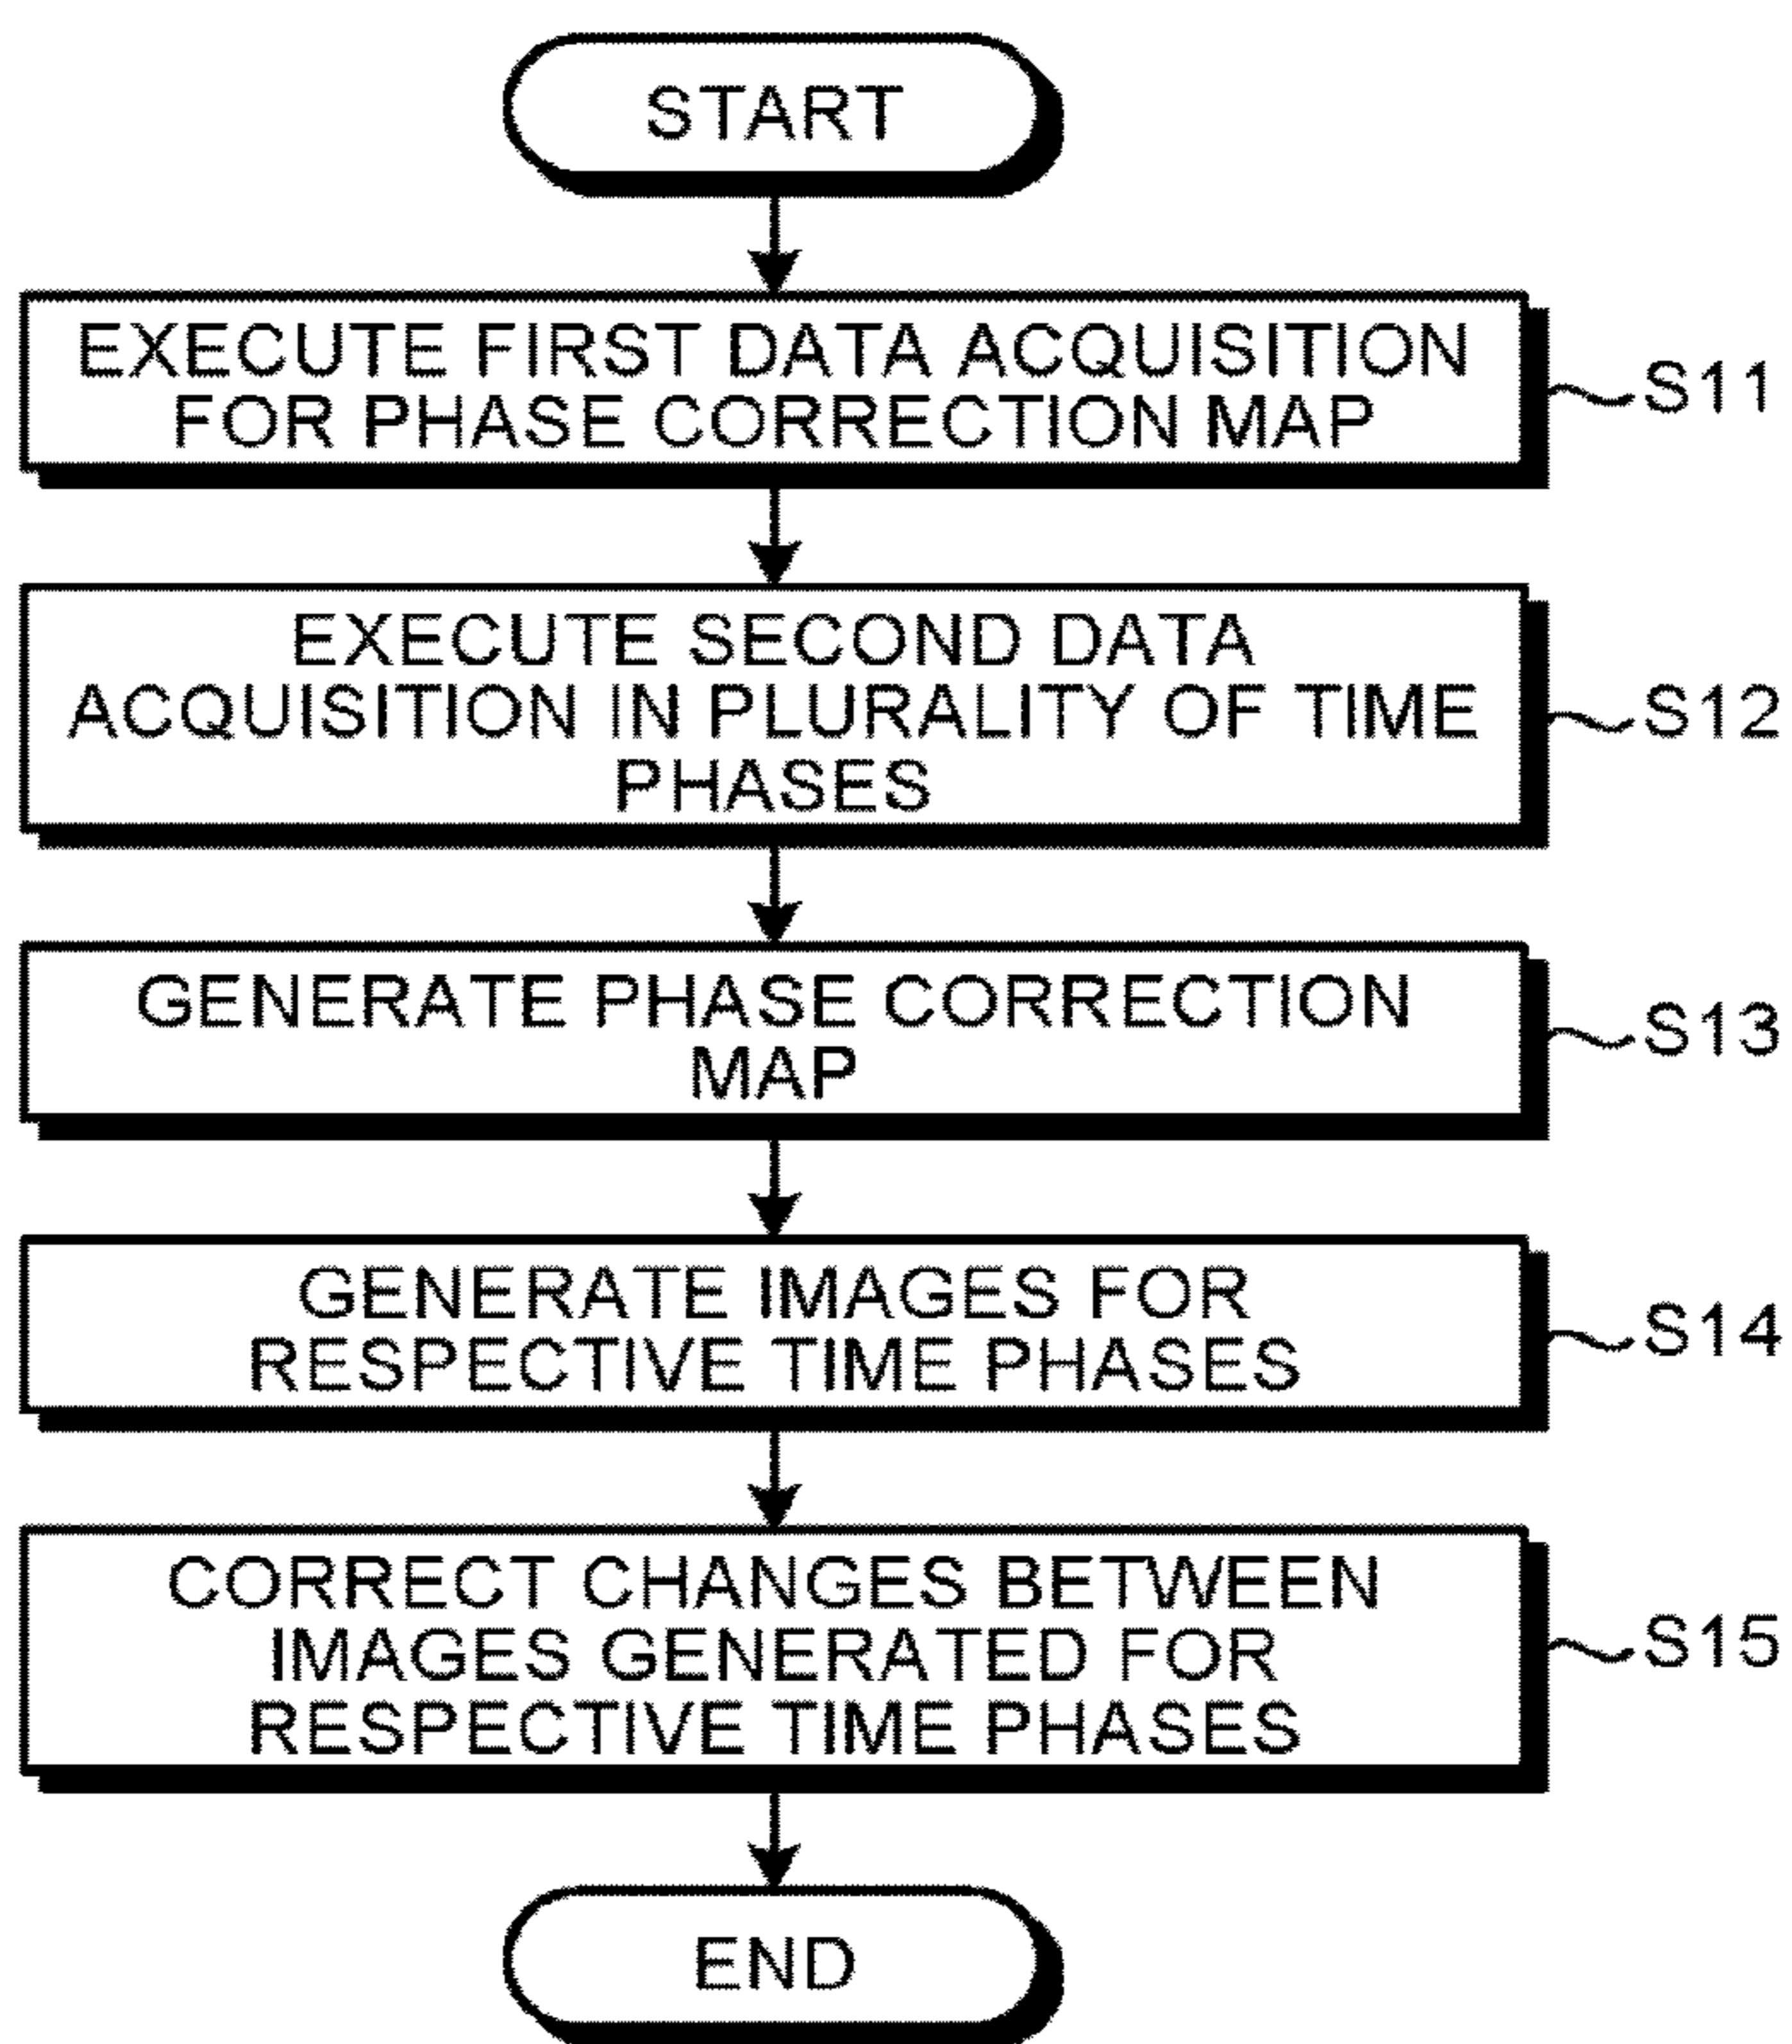 START
EXECUTE FIRST DATA ACQUISITION
FOR PHASE CORRECTION MAP
S11
EXECUTE SECOND DATA
ACQUISITION IN PLURALITY OF TIME
PHASES
S12
GENERATE PHASE CORRECTION
MAP
S13
GENERATE IMAGES FOR
RESPECTIVE TIME PHASES
S14
CORRECT CHANGES BETWEEN
IMAGES GENERATED FOR
RESPECTIVE TIME PHASES
S15
END